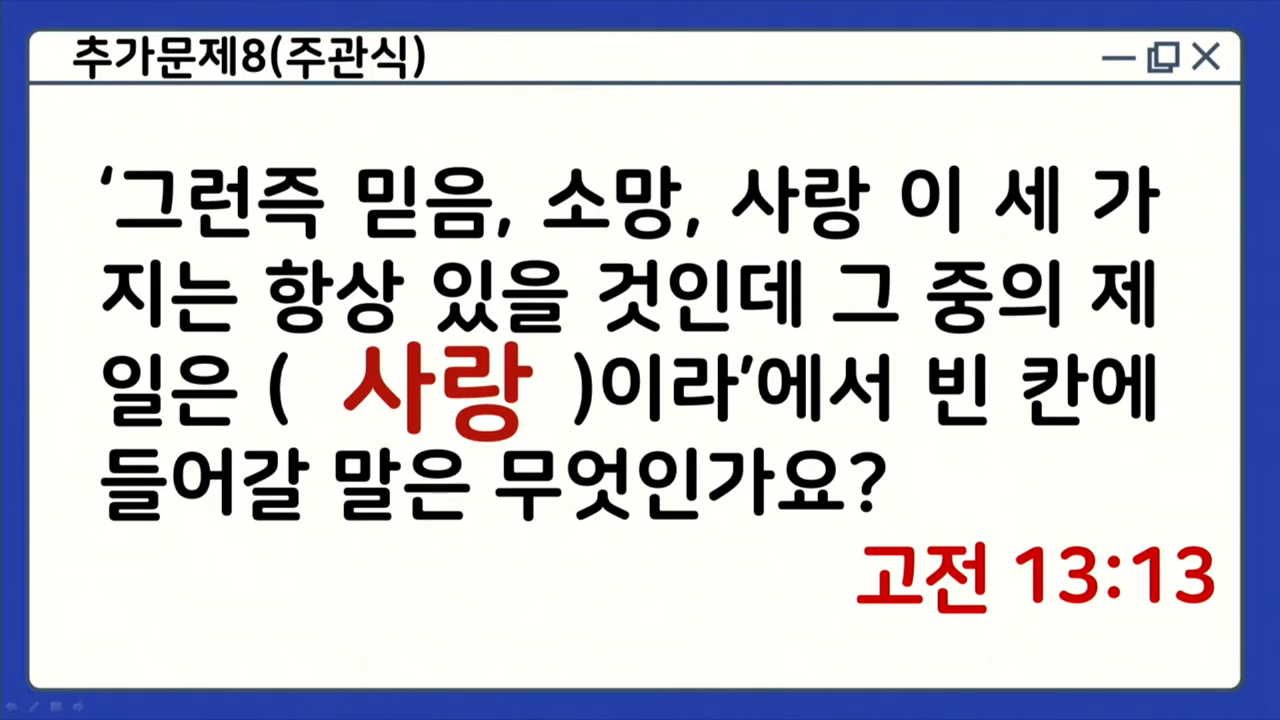 추가문제8(주관식)
‘그런즉 믿음, 소망, 사랑 이 세 가
지는 항상 있을 것인데 그 중의 제
일은 ( 사랑 )이라’에서 빈 칸에
들어갈 말은 무엇인가요?
고전 13:13